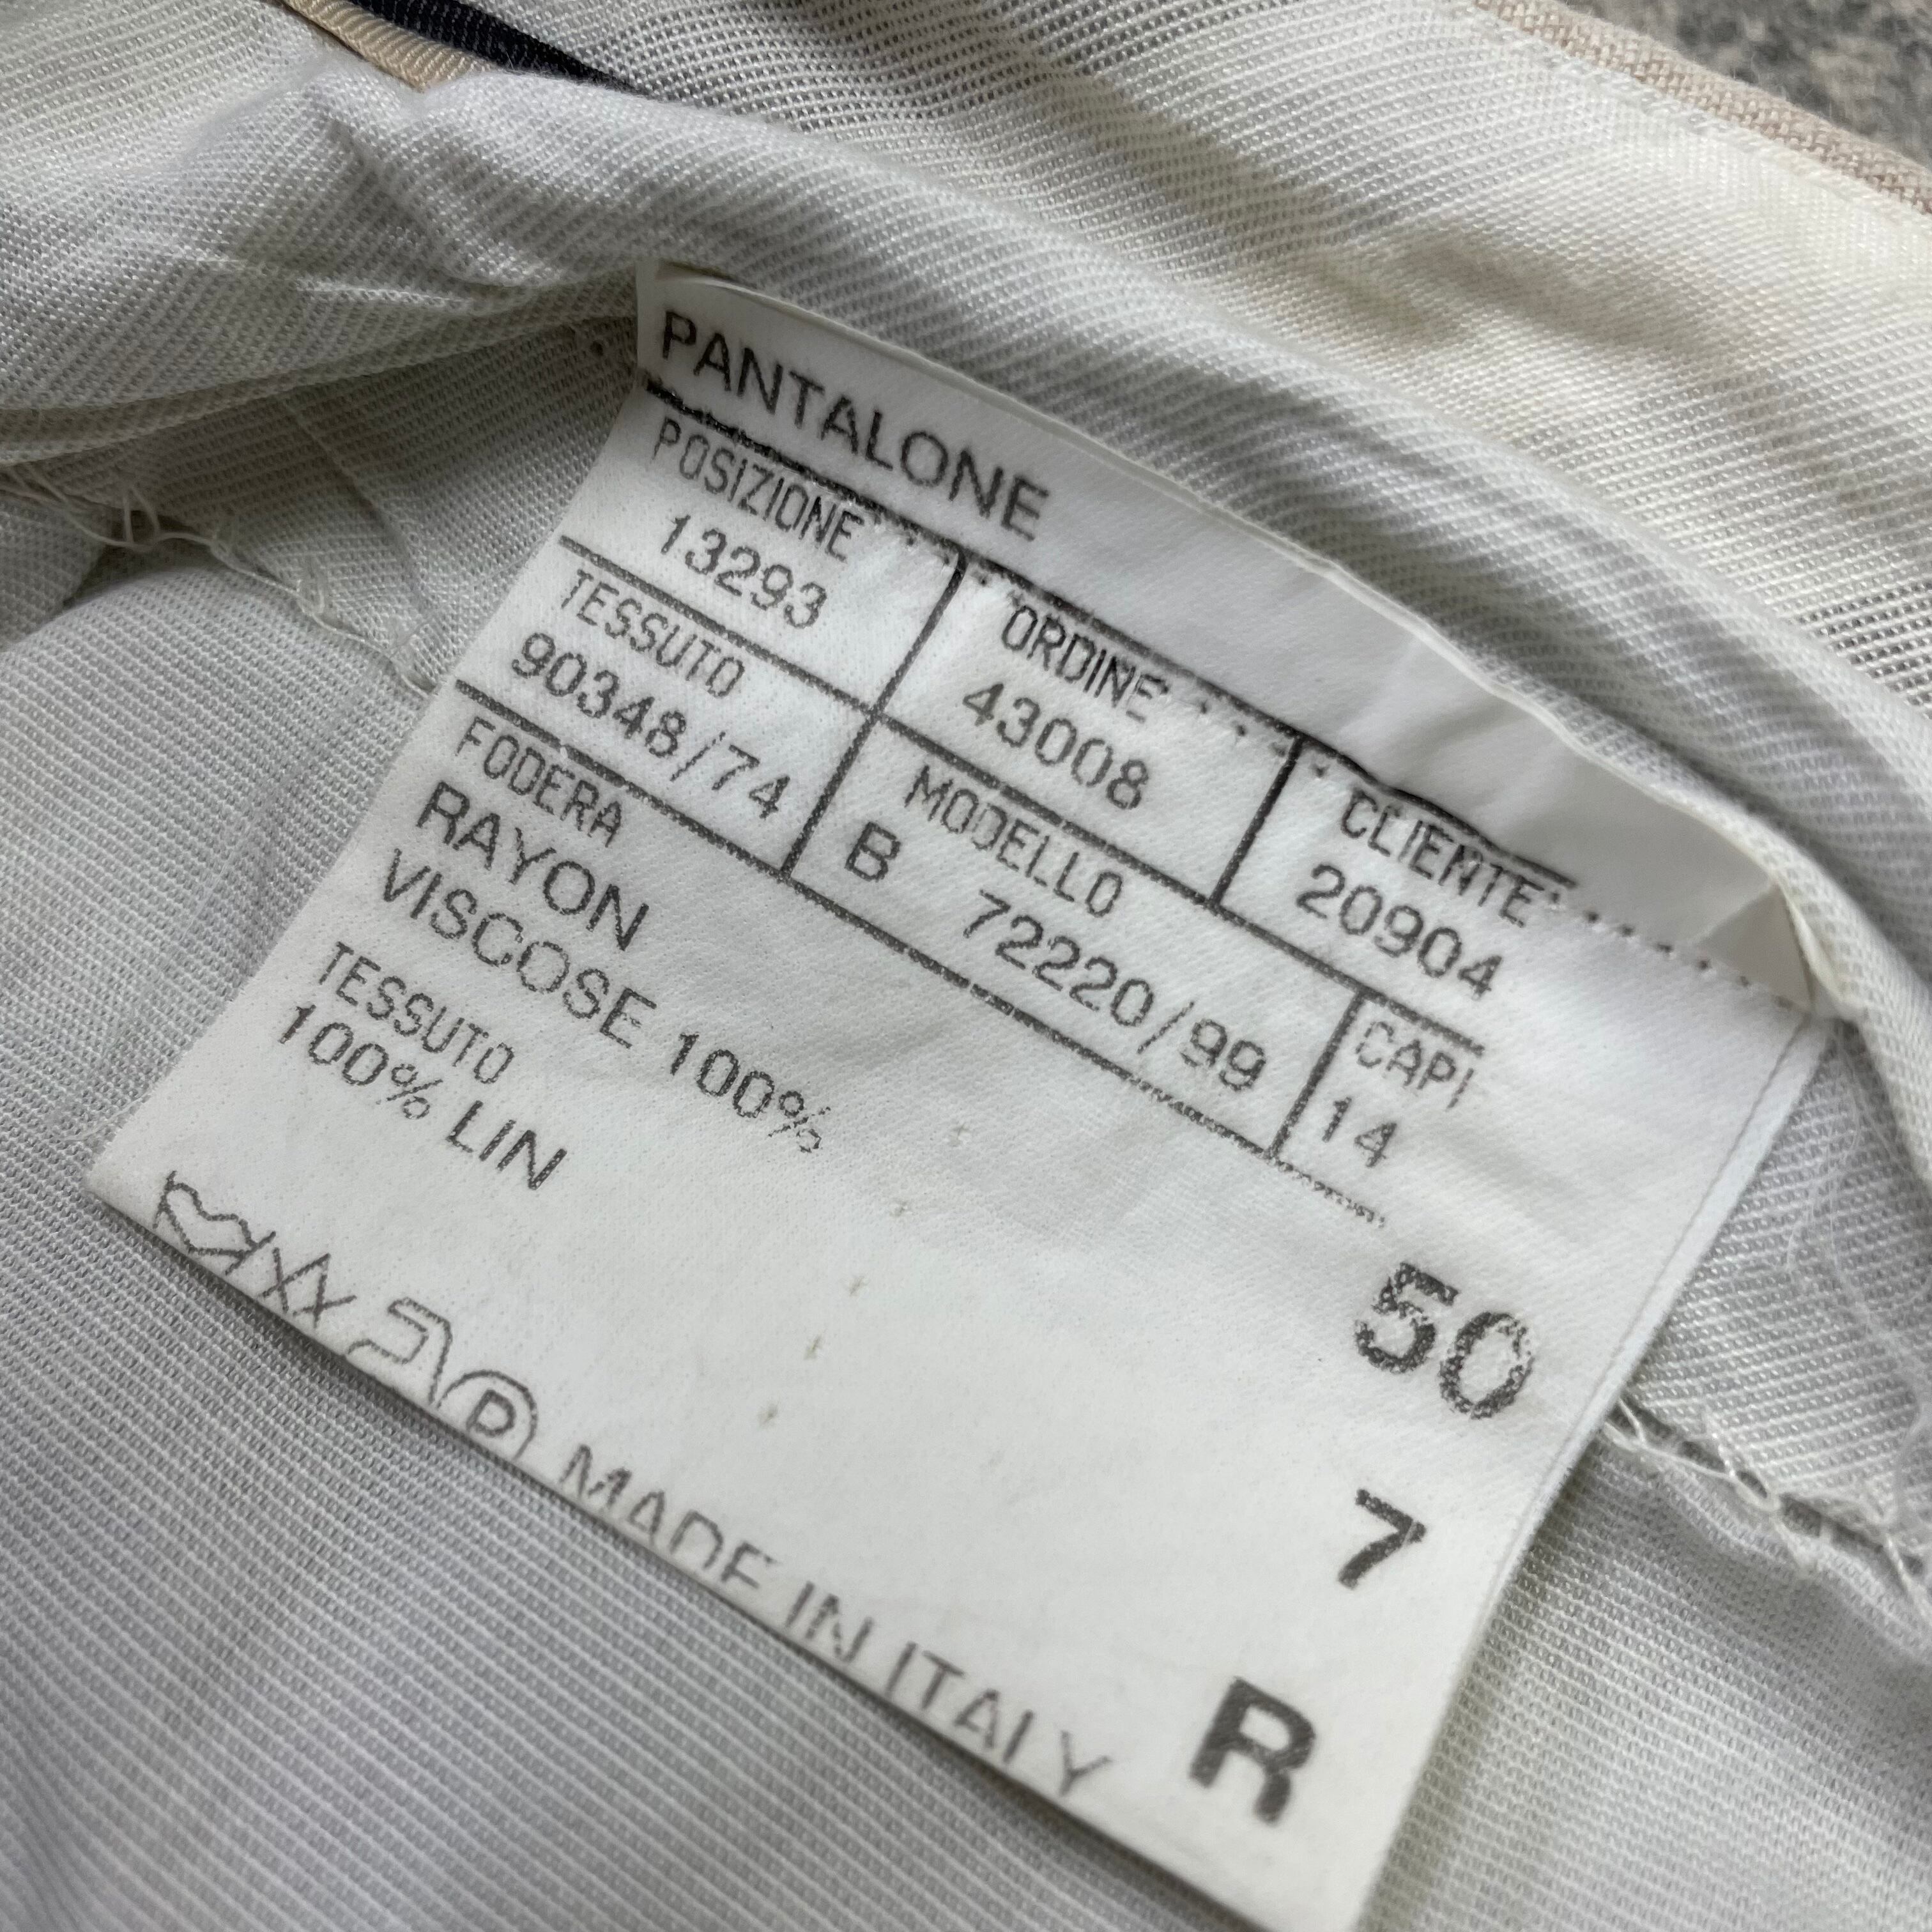 PANTALONE
POSIZIONE ORDINE CLIENTE
13293 43008 20904
TESSUTO MODELLO CAPI
90348/74 B 72220/99 14
FODERA
RAYON
VISCOSE 100%
TESSUTO
100% LIN
50
7
R
P MADE IN ITALY